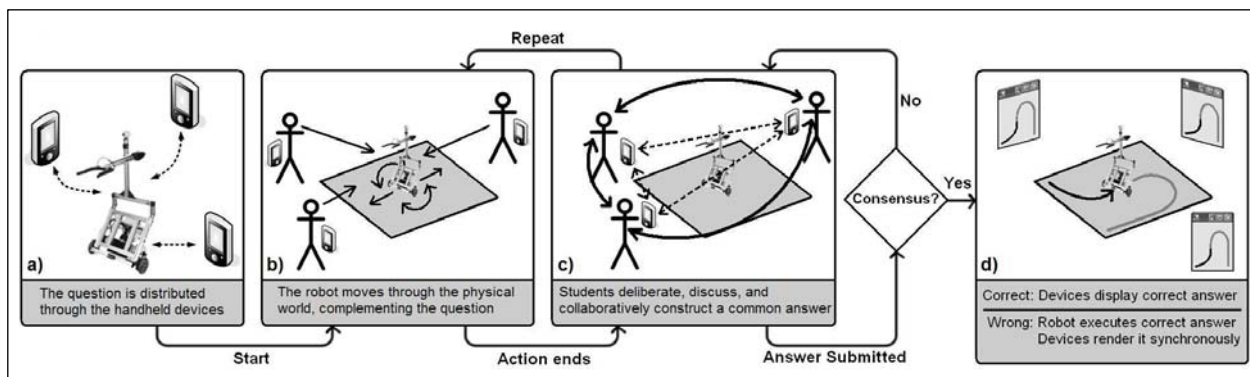 Repeat
No
Consensus?
Yes
a)
b)
c)
d)
The question is distributed
through the handheld devices
The robot moves through the physical
world, complementing the question
Students deliberate, discuss, and
collaboratively construct a common answer
Correct: Devices display correct answer
Wrong: Robot executes correct answer
Devices render it synchronously
Start
Action ends
Answer Submitted